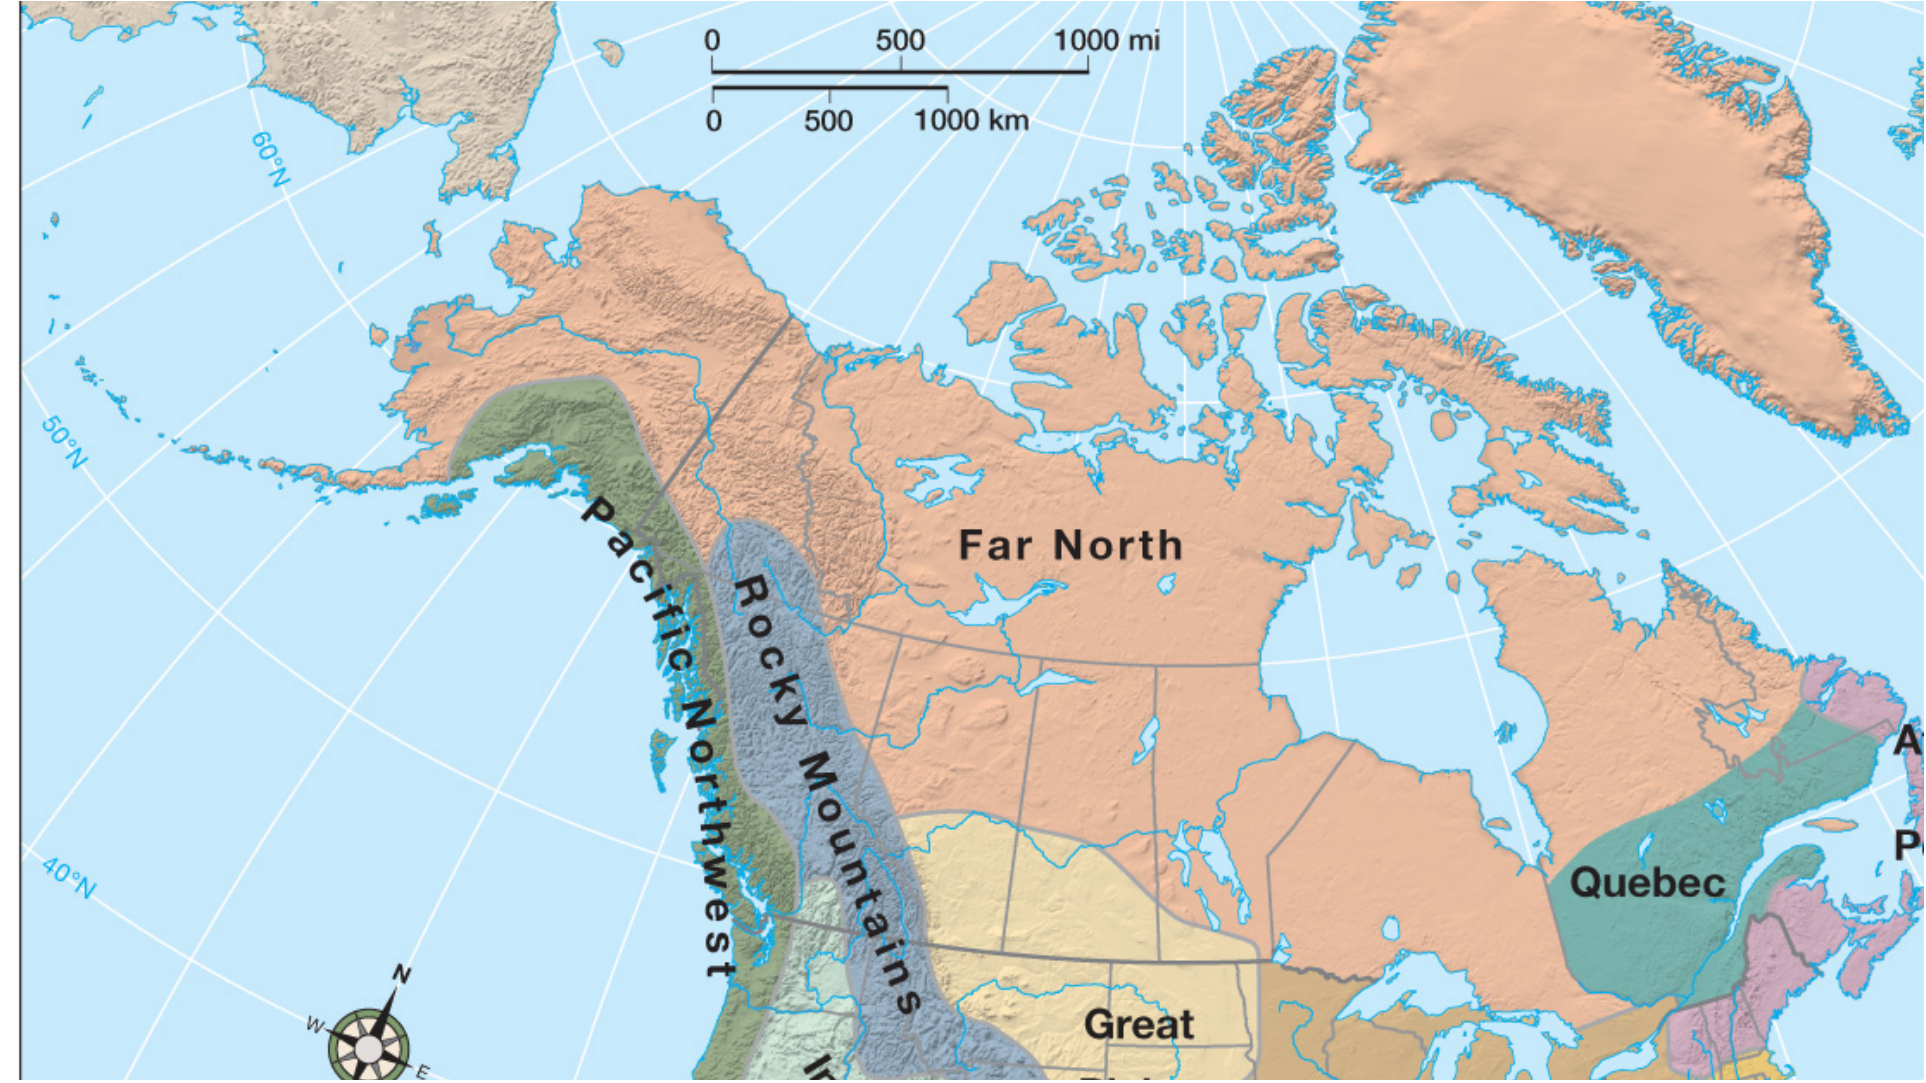 0 500 1000 mi
0 500 1000 km
60°N
50°N
40°N
Far North
Pacific Northwest
Rocky Mountains
Quebec
Great
N
W
E